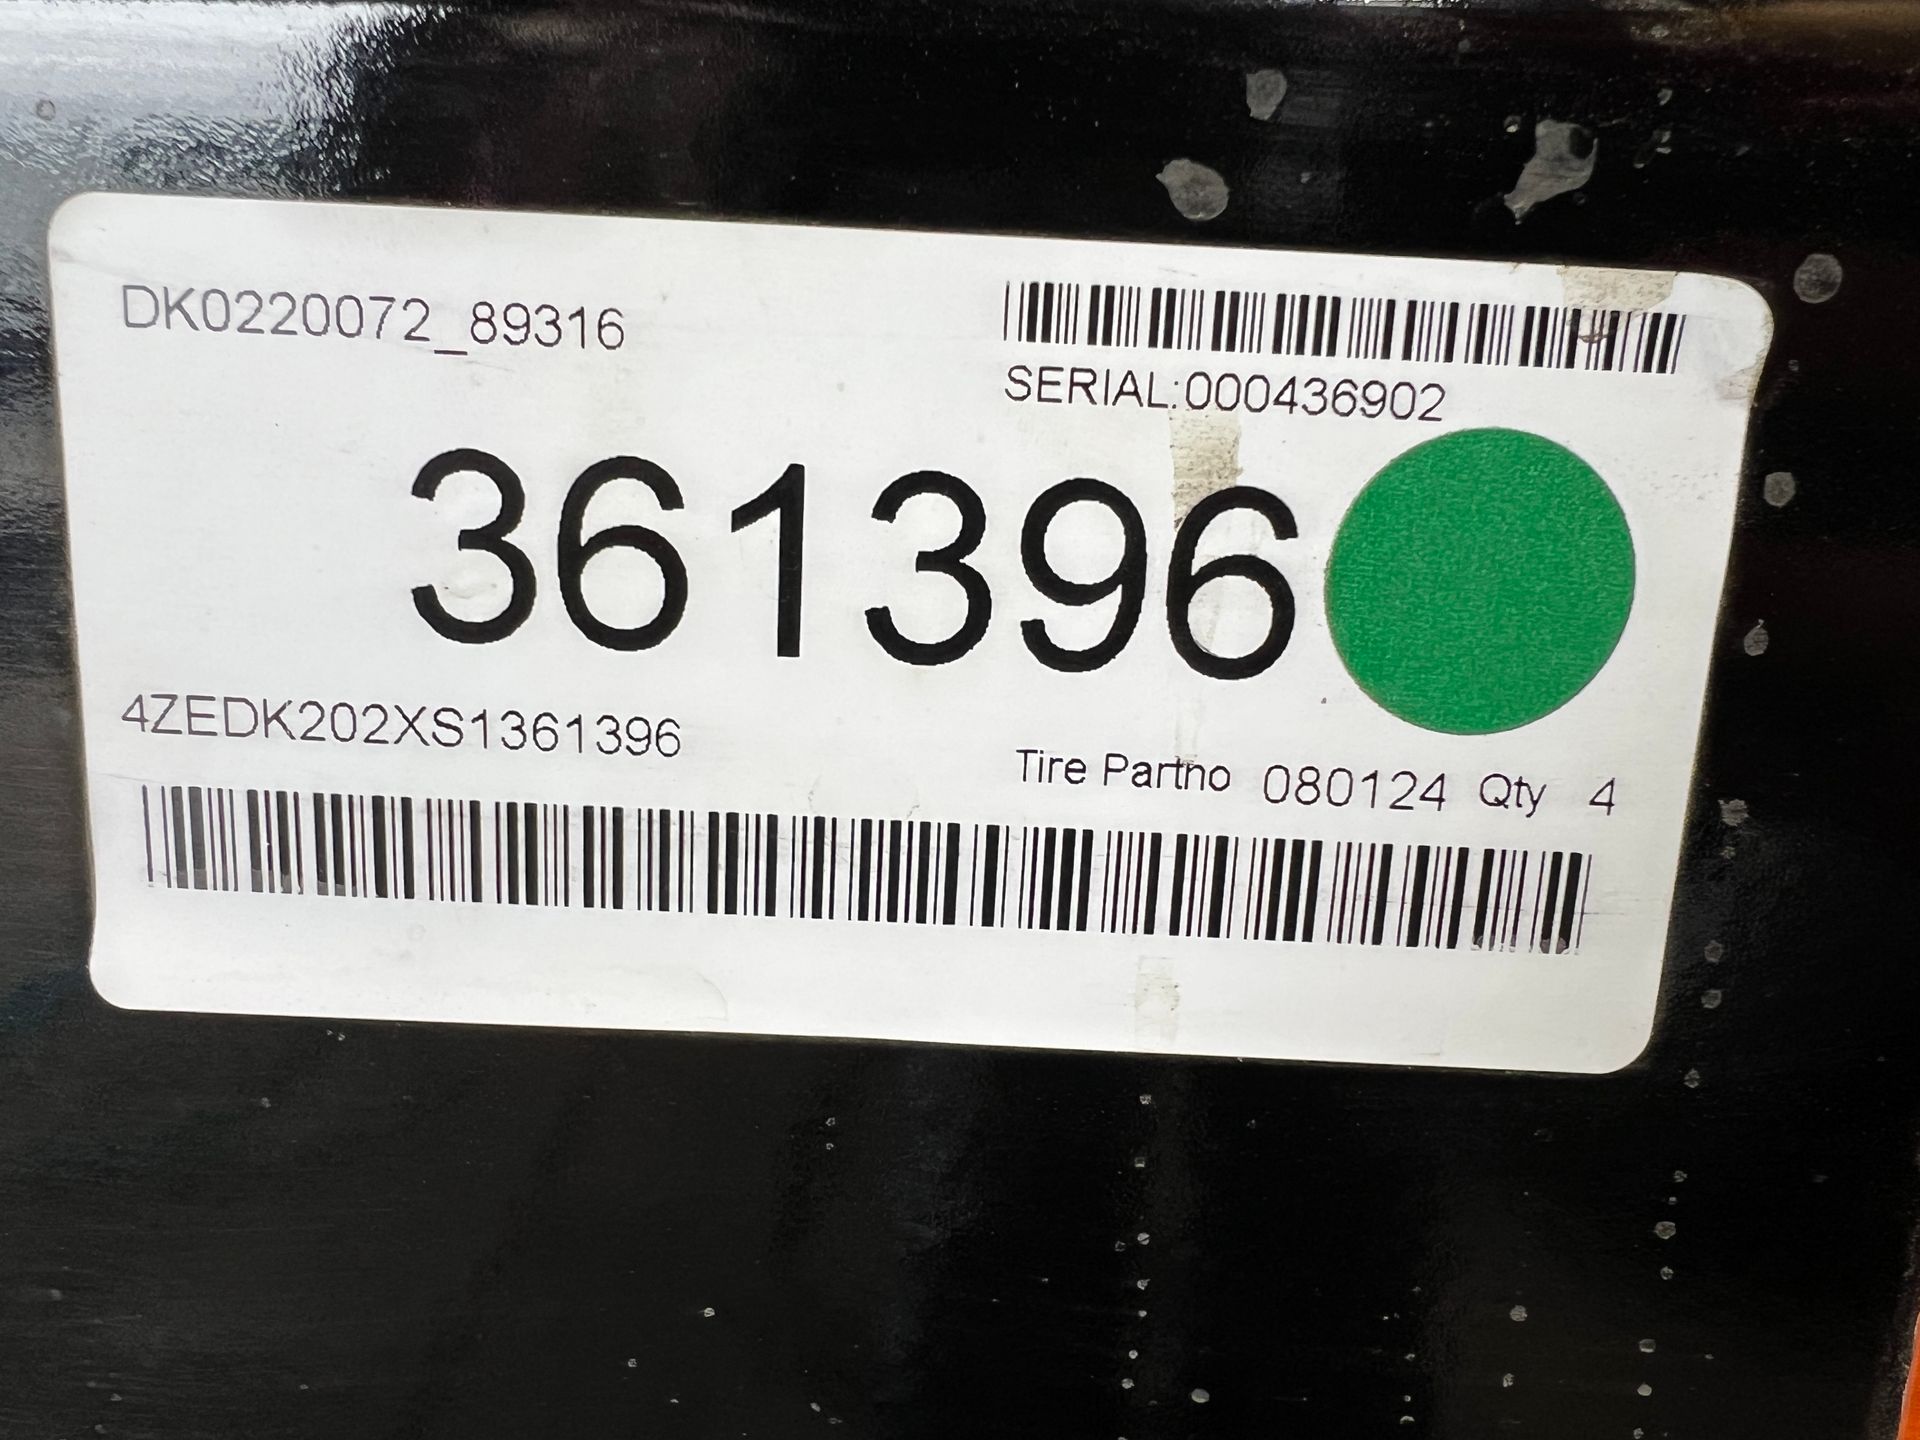 DK0220072_89316
SERIAL:000436902
361396
4ZEDK202XS1361396
Tire Partno 080124 Qty 4